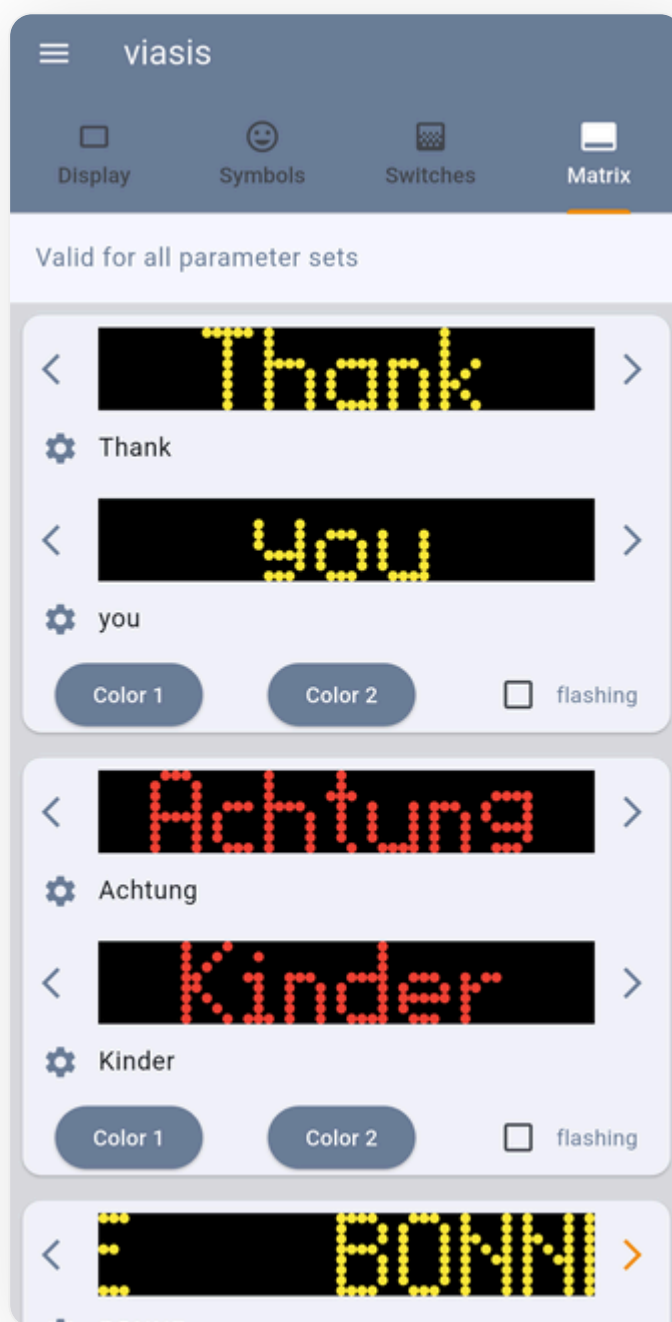 viasis
Display Symbols Switches Matrix
Valid for all parameter sets
Thank
Thank
you
you
Color 1 Color 2 flashing
Achtung
Achtung
Kinder
Kinder
Color 1 Color 2 flashing
E BONN